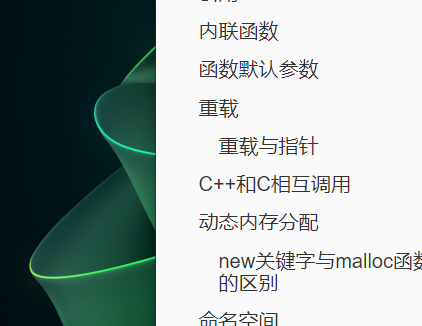 内联函数
函数默认参数
重载
重载与指针
C++和C相互调用
动态内存分配
new关键字与malloc函数
的区别
命名空间